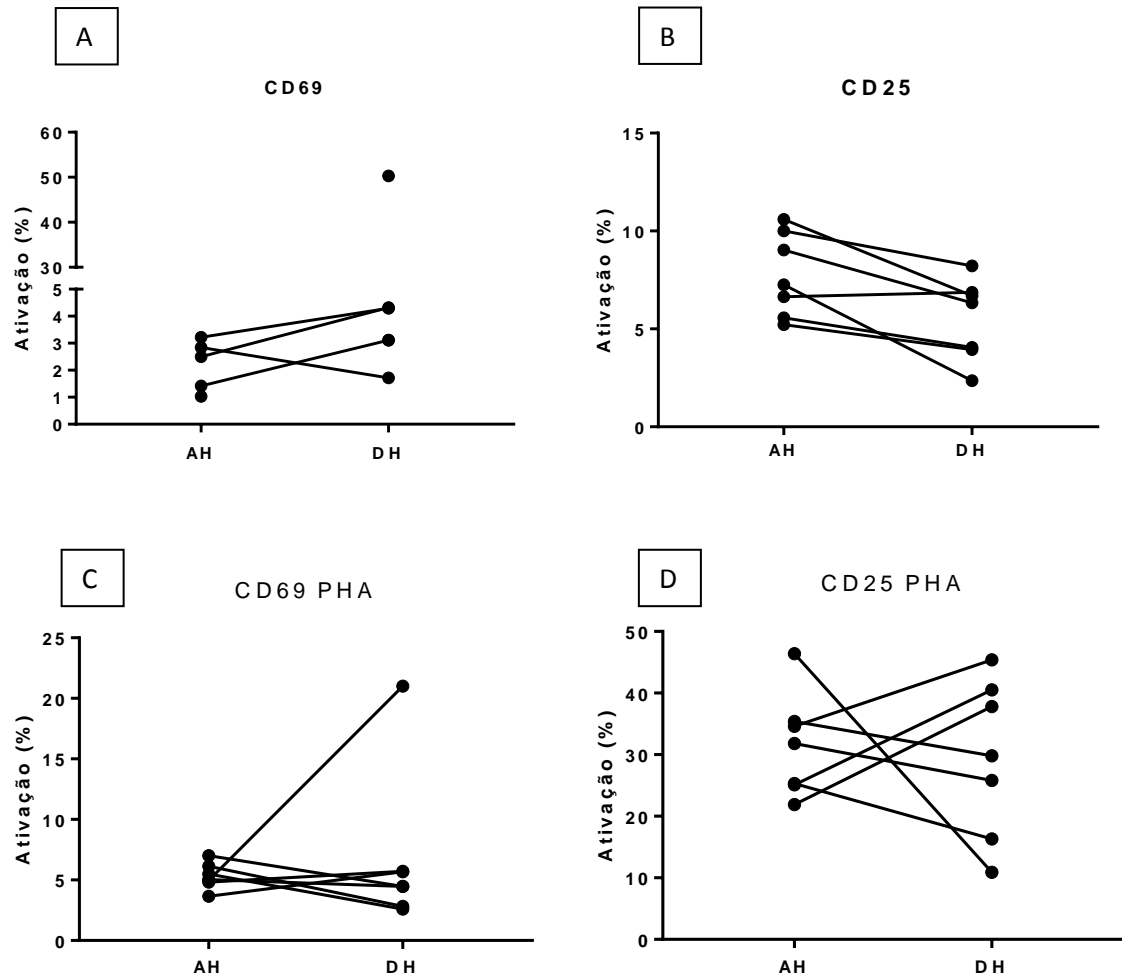 A
CD69
60
50
40
30
5
4
3
2
1
0
Ativação (%)
AH
DH
B
CD25
15
10
5
0
Ativação (%)
AH
DH
C
CD69 PHA
25
20
15
10
5
0
Ativação (%)
AH
DH
D
CD25 PHA
50
40
30
20
10
0
Ativação (%)
AH
DH